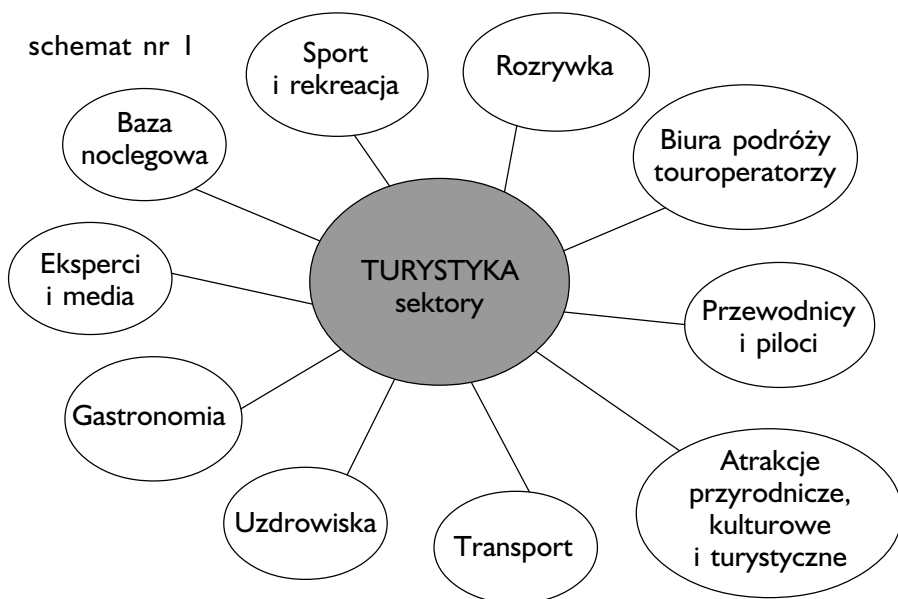 schemat nr 1
Sport
i rekreacja
Rozrywka
Baza
noclegowa
Biura podróży
touroperatorzy
Eksperci
i media
TURYSTYKA
sektory
Przewodnicy
i piloci
Gastronomia
Atrakcje
przyrodnicze,
kulturowe
i turystyczne
Uzdrowiska
Transport